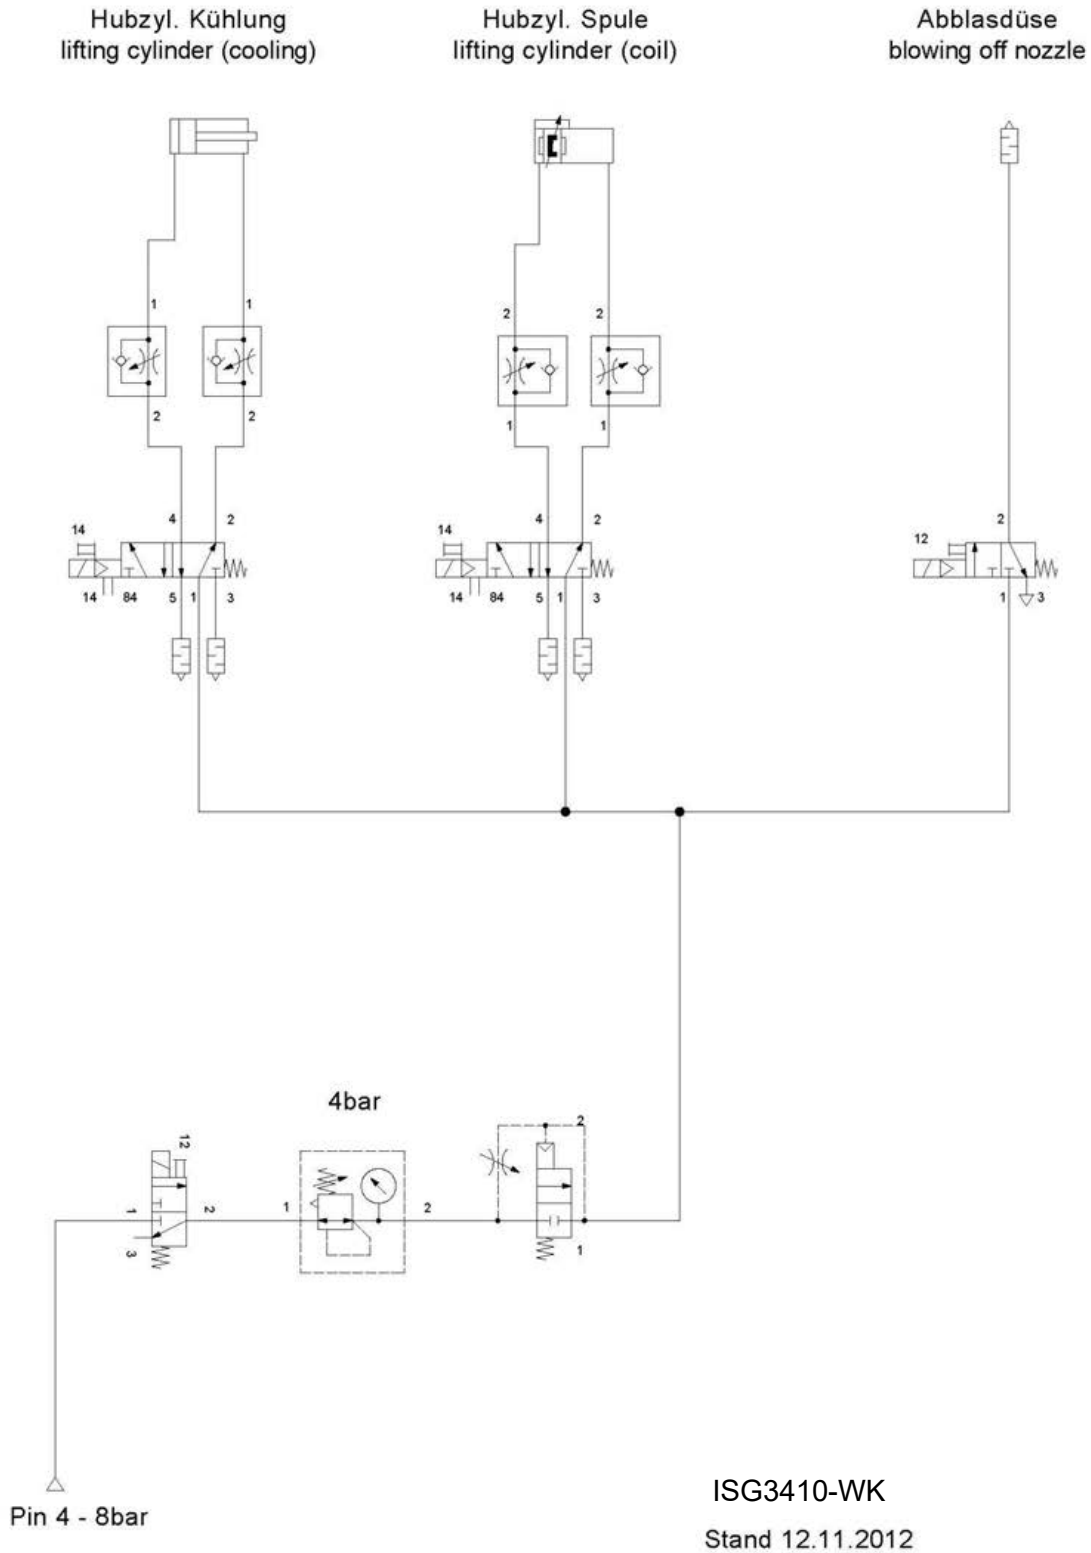 Hubzyl. Kühlung
lifting cylinder (cooling)
Hubzyl. Spule
lifting cylinder (coil)
Abblasdüse
blowing off nozzle
1 1
2 2
2 2
1 1
14 4 2
14 84 5 1 3
14 4 2
14 84 5 1 3
12 2
1 3
4bar
12
1 2
3
1 2
2
1
Pin 4 - 8bar
ISG3410-WK
Stand 12.11.2012